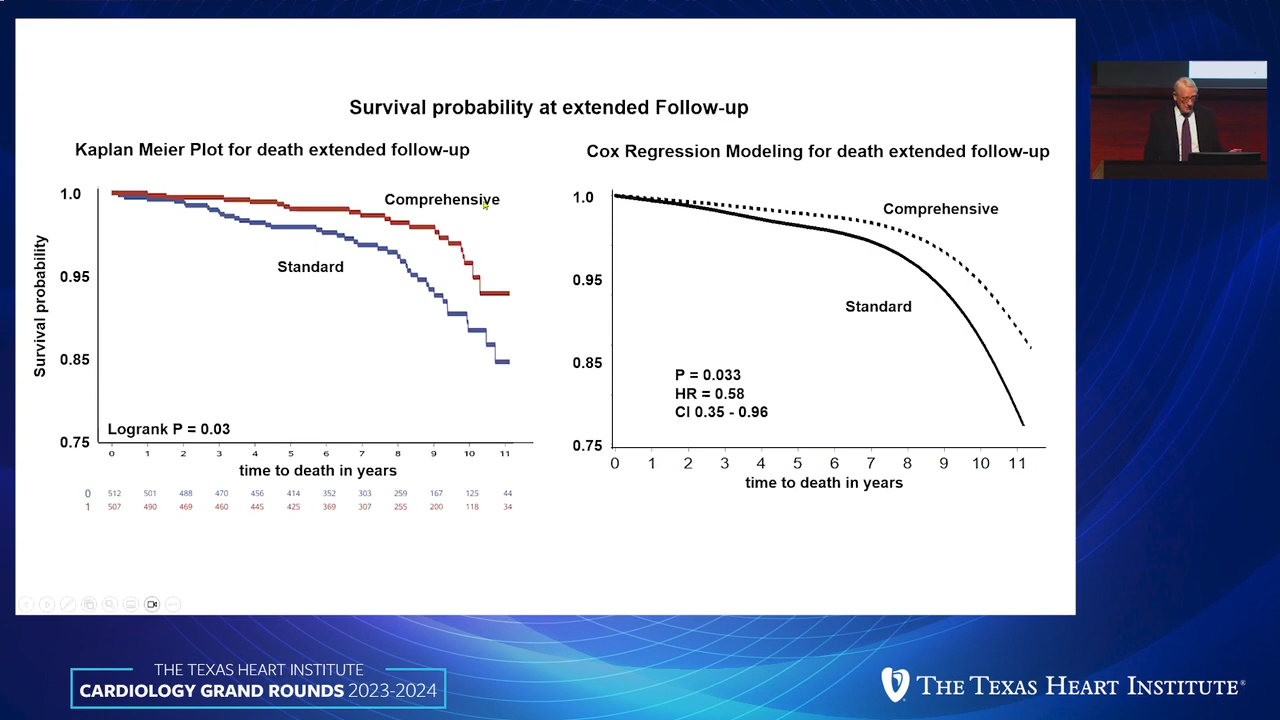 Survival probability at extended Follow-up
Kaplan Meier Plot for death extended follow-up
1.0
0.95
0.85
0.75
Survival probability
Comprehensive
Standard
Logrank P = 0.03
0 1 2 3 4 5 6 7 8 9 10 11
time to death in years
0 512 501 488 470 456 414 352 303 259 167 125 44
1 507 490 469 460 445 425 369 307 255 200 118 34
Cox Regression Modeling for death extended follow-up
1.0
0.95
0.85
0.75
Comprehensive
Standard
P = 0.033
HR = 0.58
CI 0.35 - 0.96
0 1 2 3 4 5 6 7 8 9 10 11
time to death in years
THE TEXAS HEART INSTITUTE
CARDIOLOGY GRAND ROUNDS 2023-2024
THE TEXAS HEART INSTITUTE®